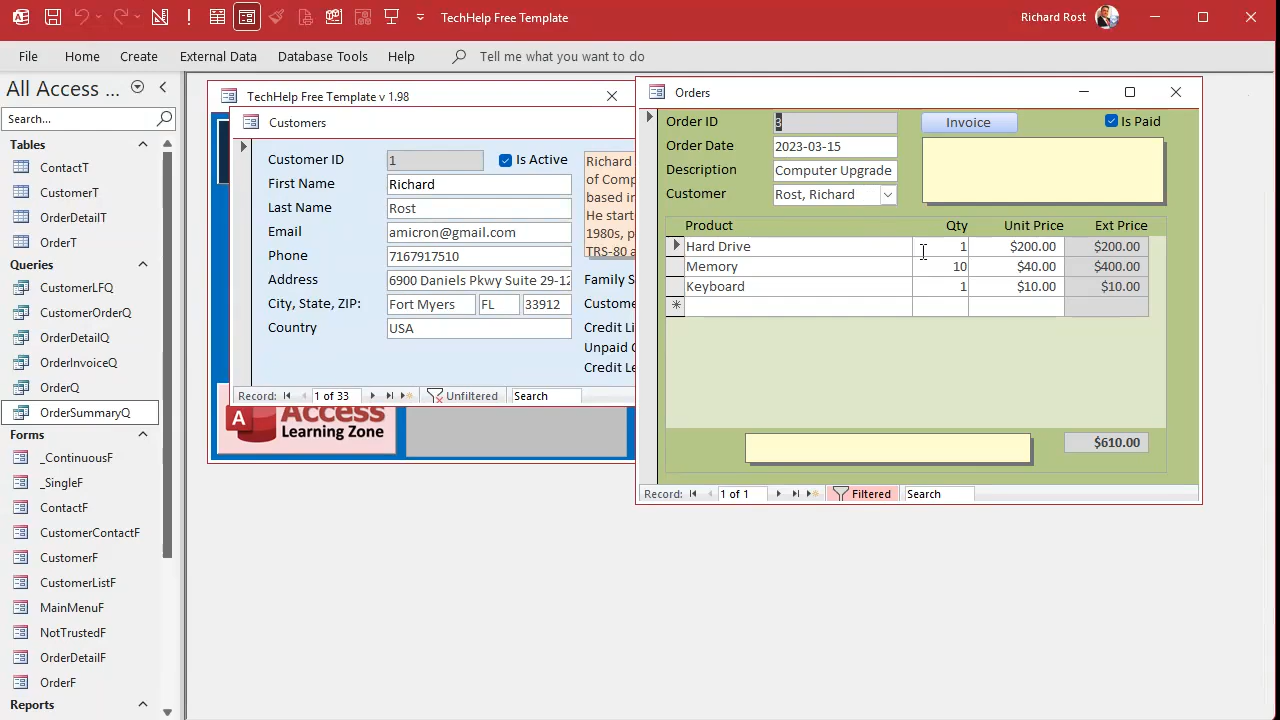 TechHelp Free Template
Richard Rost
File Home Create External Data Database Tools Help Tell me what you want to do
All Access ...
Search...
Tables
ContactT
CustomerT
OrderDetailT
OrderT
Queries
CustomerLFQ
CustomerOrderQ
OrderDetailQ
OrderInvoiceQ
OrderQ
OrderSummaryQ
Forms
_ContinuousF
_SingleF
ContactF
CustomerContactF
CustomerF
CustomerListF
MainMenuF
NotTrustedF
OrderDetailF
OrderF
Reports
TechHelp Free Template v 1.98
Customers
Customer ID 1 Is Active
First Name Richard
Last Name Rost
Email amicron@gmail.com
Phone 7167917510
Address 6900 Daniels Pkwy Suite 29-12
City, State, ZIP: Fort Myers FL 33912
Country USA
Richard
of Comp
based in
He start
1980s, p
TRS-80 a
Family S
Custome
Credit Li
Unpaid C
Credit Le
Record: 1 of 33 Unfiltered Search
A Access
Learning Zone
Orders
Order ID 3 Invoice Is Paid
Order Date 2023-03-15
Description Computer Upgrade
Customer Rost, Richard
Product Qty Unit Price Ext Price
Hard Drive 1 $200.00 $200.00
Memory 10 $40.00 $400.00
Keyboard 1 $10.00 $10.00
$610.00
Record: 1 of 1 Filtered Search